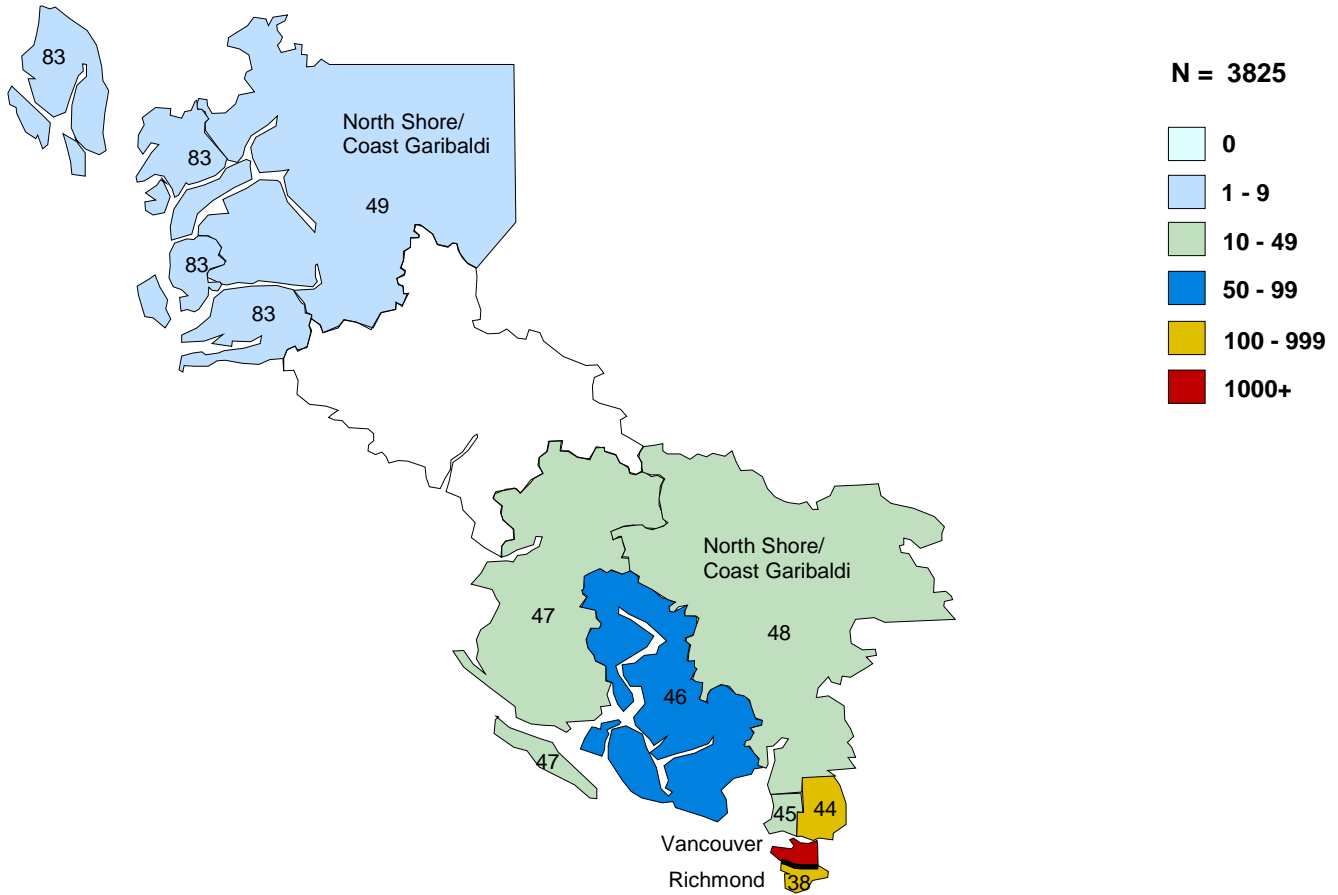 83
N = 3825
North Shore/
Coast Garibaldi
0
83
1 - 9
49
10 - 49
83
50 - 99
83
100 - 999
1000+
North Shore/
Coast Garibaldi
47
48
46
47
45
44
Vancouver
Richmond
38